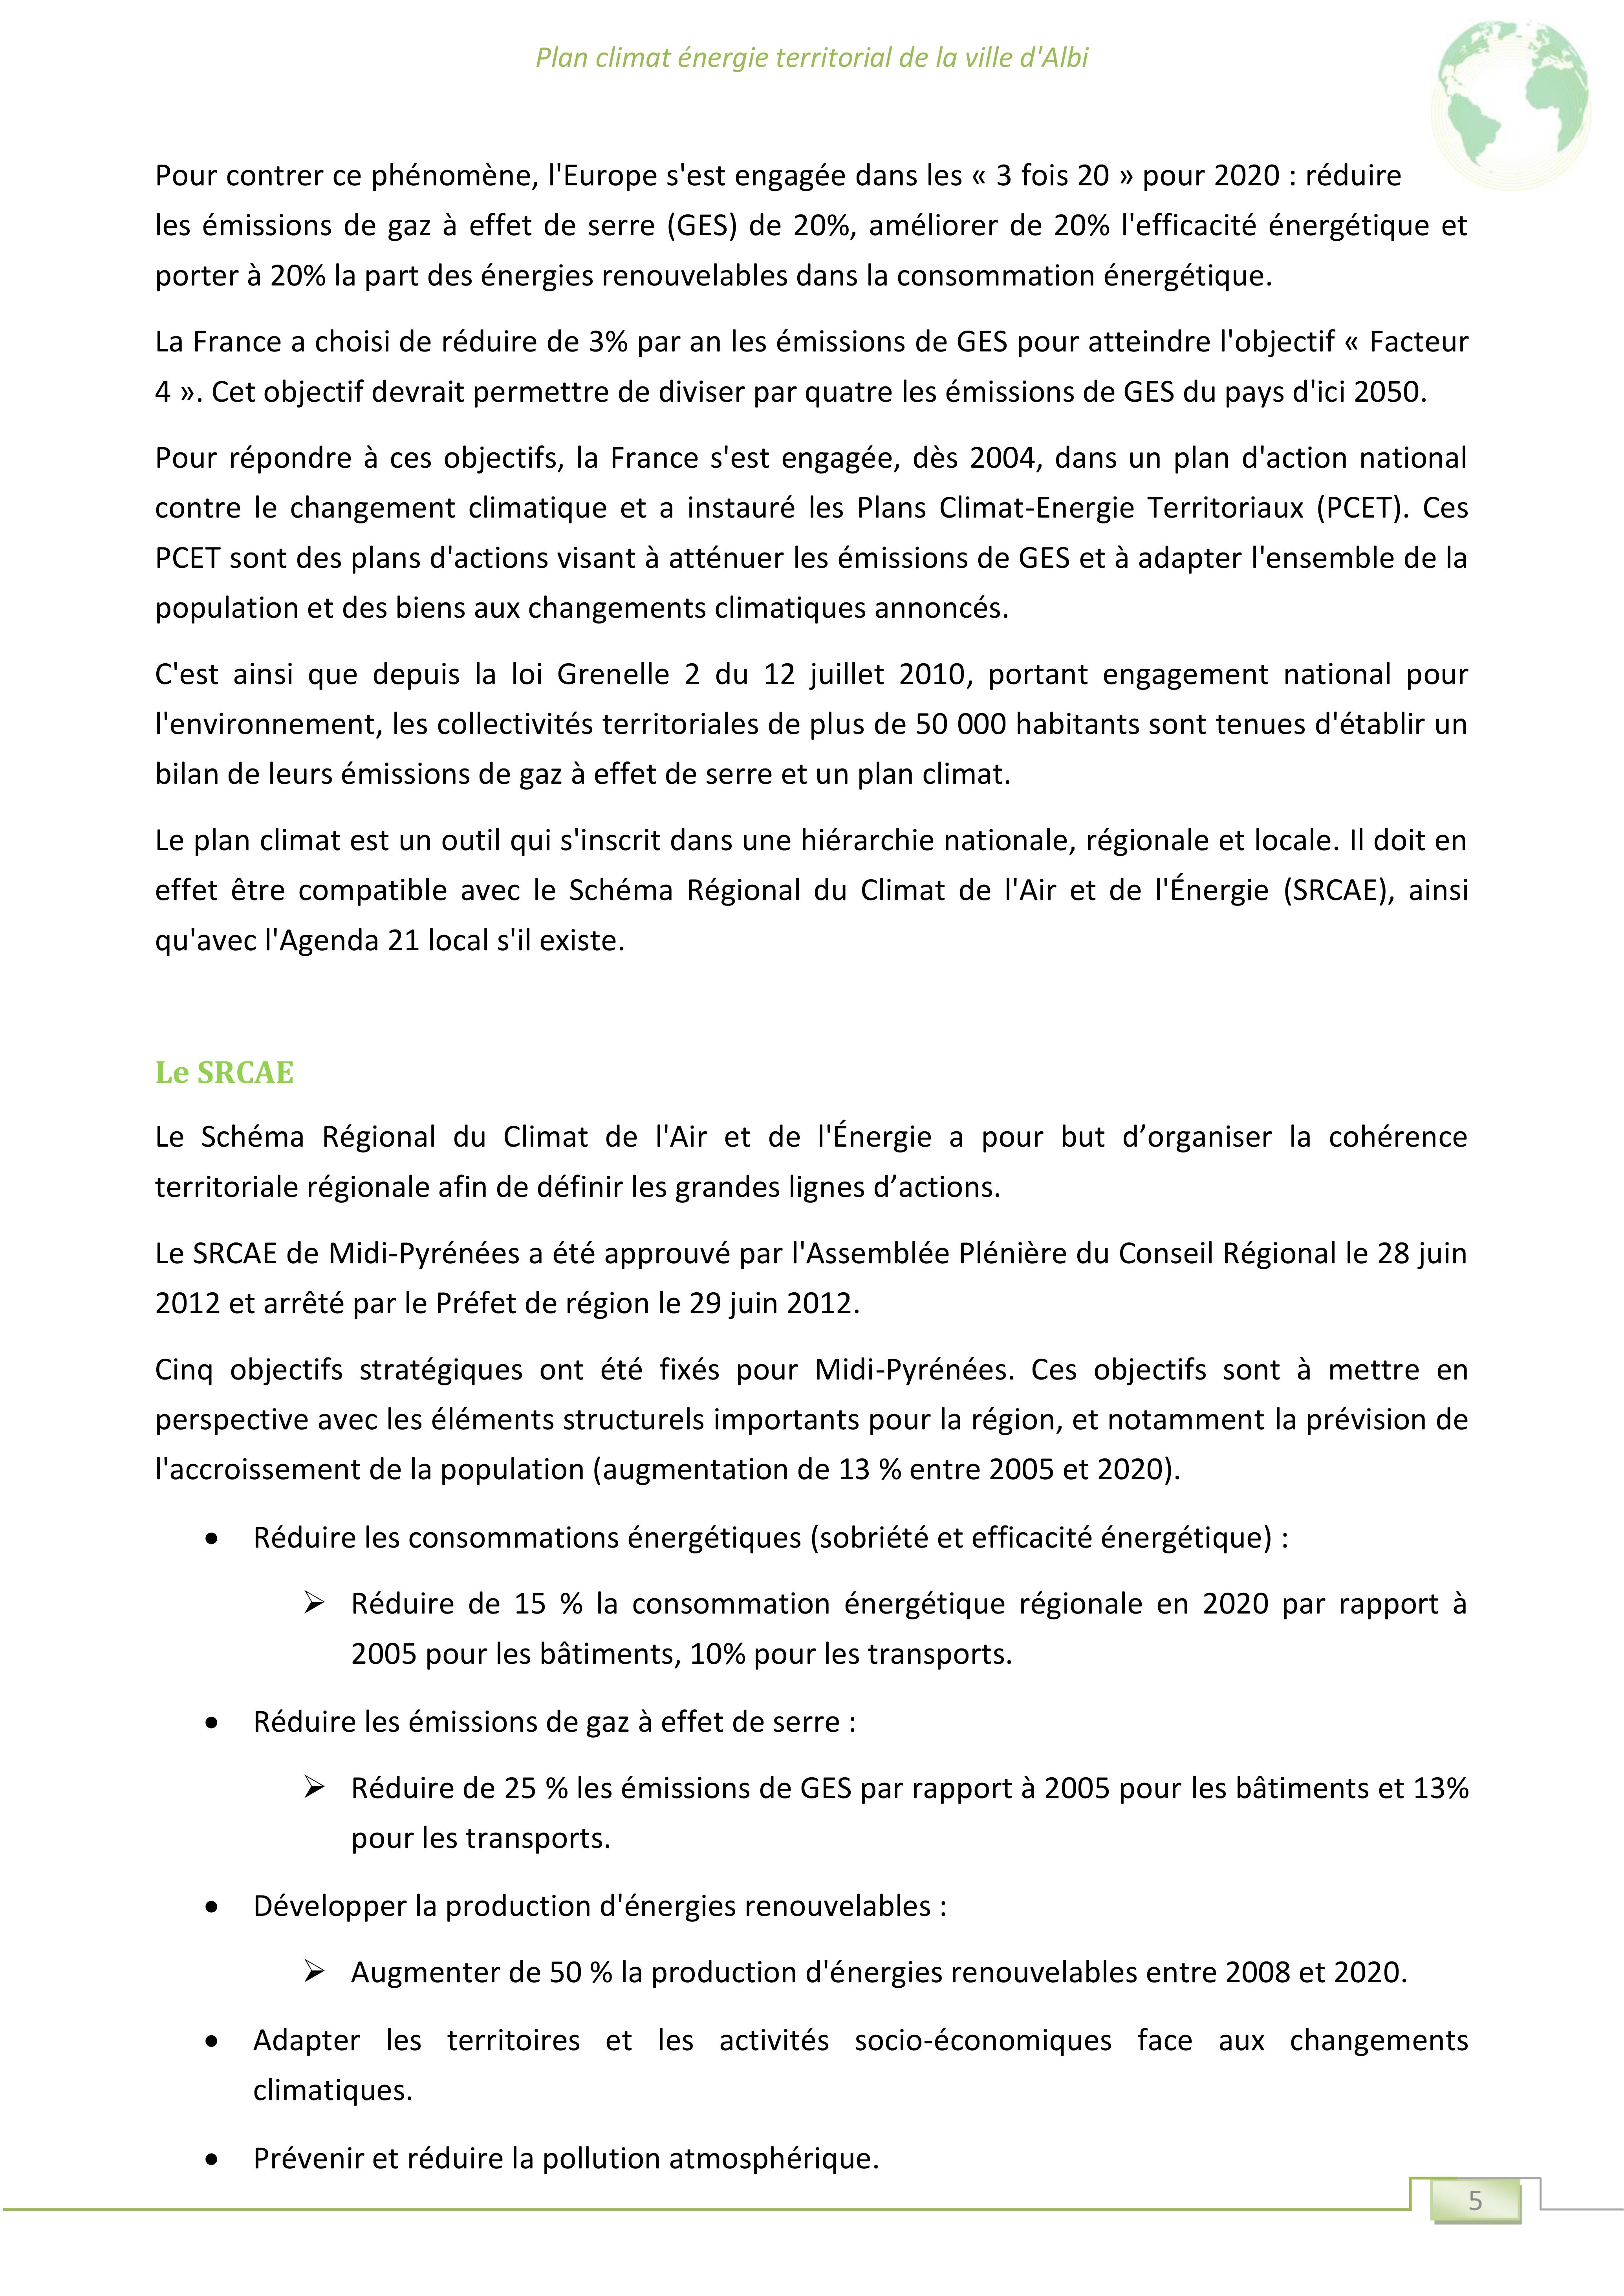 Plan climat énergie territorial de la ville d'Albi
Pour contrer ce phénomène, l'Europe s'est engagée dans les « 3 fois 20 » pour 2020 : réduire
les émissions de gaz à effet de serre (GES) de 20%, améliorer de 20% l'efficacité énergétique et
porter à 20% la part des énergies renouvelables dans la consommation énergétique.
La France a choisi de réduire de 3% par an les émissions de GES pour atteindre l'objectif « Facteur
4 ». Cet objectif devrait permettre de diviser par quatre les émissions de GES du pays d'ici 2050.
Pour répondre à ces objectifs, la France s'est engagée, dès 2004, dans un plan d'action national
contre le changement climatique et a instauré les Plans Climat-Energie Territoriaux (PCET). Ces
PCET sont des plans d'actions visant à atténuer les émissions de GES et à adapter l'ensemble de la
population et des biens aux changements climatiques annoncés.
C'est ainsi que depuis la loi Grenelle 2 du 12 juillet 2010, portant engagement national pour
l'environnement, les collectivités territoriales de plus de 50 000 habitants sont tenues d'établir un
bilan de leurs émissions de gaz à effet de serre et un plan climat.
Le plan climat est un outil qui s'inscrit dans une hiérarchie nationale, régionale et locale. Il doit en
effet être compatible avec le Schéma Régional du Climat de l'Air et de l'Énergie (SRCAE), ainsi
qu'avec l'Agenda 21 local s'il existe.
Le SRCAE
Le Schéma Régional du Climat de l'Air et de l'Énergie a pour but d’organiser la cohérence
territoriale régionale afin de définir les grandes lignes d’actions.
Le SRCAE de Midi-Pyrénées a été approuvé par l'Assemblée Plénière du Conseil Régional le 28 juin
2012 et arrêté par le Préfet de région le 29 juin 2012.
Cinq objectifs stratégiques ont été fixés pour Midi-Pyrénées. Ces objectifs sont à mettre en
perspective avec les éléments structurels importants pour la région, et notamment la prévision de
l'accroissement de la population (augmentation de 13 % entre 2005 et 2020).
• Réduire les consommations énergétiques (sobriété et efficacité énergétique) :
➢ Réduire de 15 % la consommation énergétique régionale en 2020 par rapport à
2005 pour les bâtiments, 10% pour les transports.
• Réduire les émissions de gaz à effet de serre :
➢ Réduire de 25 % les émissions de GES par rapport à 2005 pour les bâtiments et 13%
pour les transports.
• Développer la production d'énergies renouvelables :
➢ Augmenter de 50 % la production d'énergies renouvelables entre 2008 et 2020.
• Adapter les territoires et les activités socio-économiques face aux changements
climatiques.
• Prévenir et réduire la pollution atmosphérique.
5